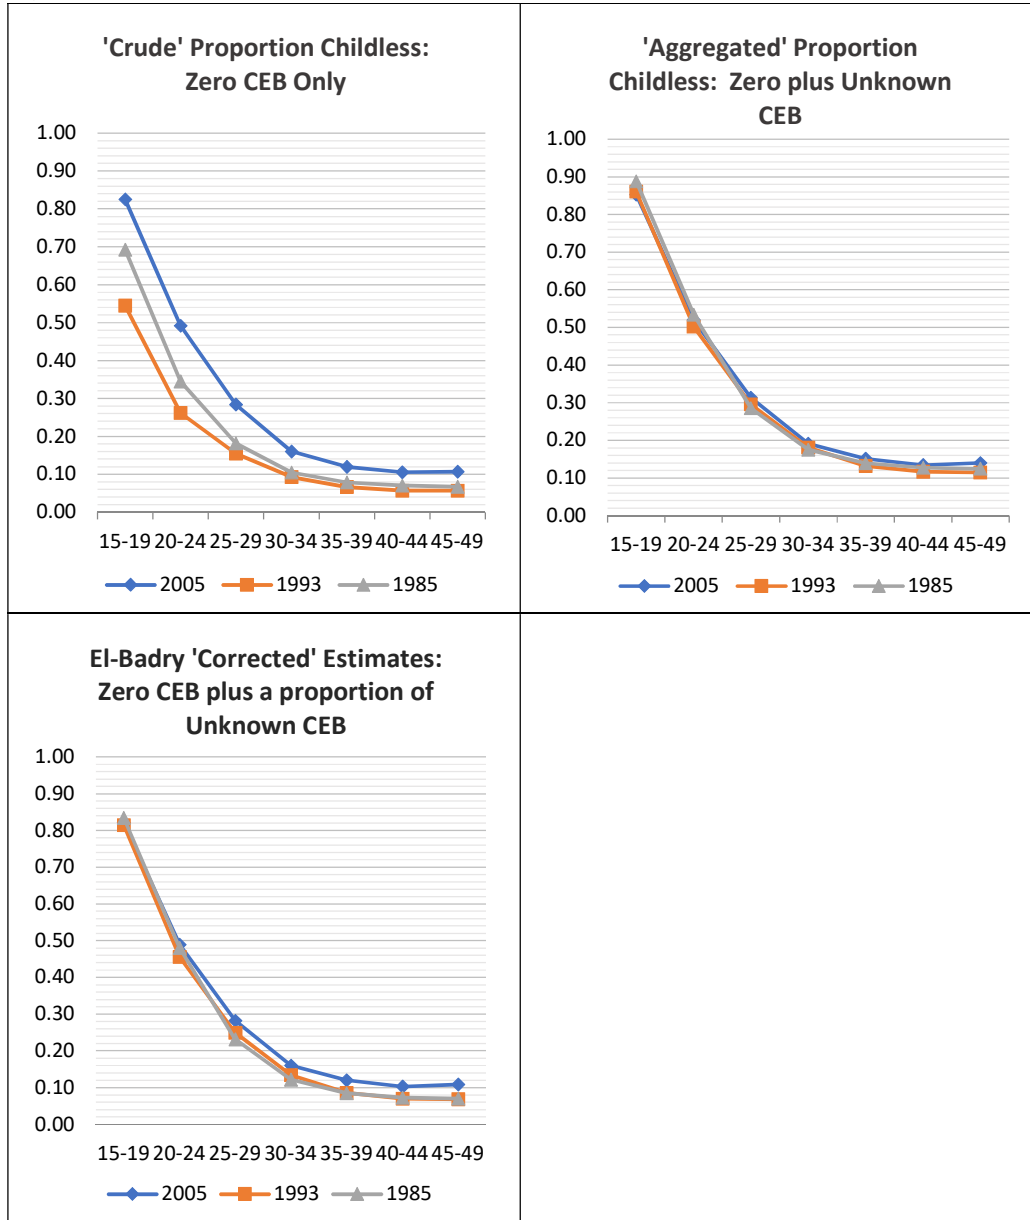 'Crude' Proportion Childless:
Zero CEB Only
1.00
0.90
0.80
0.70
0.60
0.50
0.40
0.30
0.20
0.10
0.00
15-19 20-24 25-29 30-34 35-39 40-44 45-49
2005 1993 1985
'Aggregated' Proportion
Childless: Zero plus Unknown
CEB
1.00
0.90
0.80
0.70
0.60
0.50
0.40
0.30
0.20
0.10
0.00
15-19 20-24 25-29 30-34 35-39 40-44 45-49
2005 1993 1985
El-Badry 'Corrected' Estimates:
Zero CEB plus a proportion of
Unknown CEB
1.00
0.90
0.80
0.70
0.60
0.50
0.40
0.30
0.20
0.10
0.00
15-19 20-24 25-29 30-34 35-39 40-44 45-49
2005 1993 1985